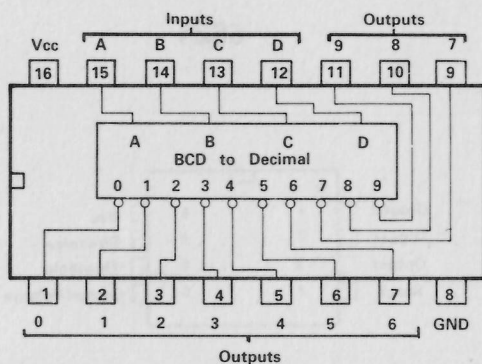 Inputs Outputs
Vcc A B C D 9 8 7
16 15 14 13 12 11 10 9
A B C D
BCD to Decimal
0 1 2 3 4 5 6 7 8 9
1 2 3 4 5 6 7 8
0 1 2 3 4 5 6 GND
Outputs